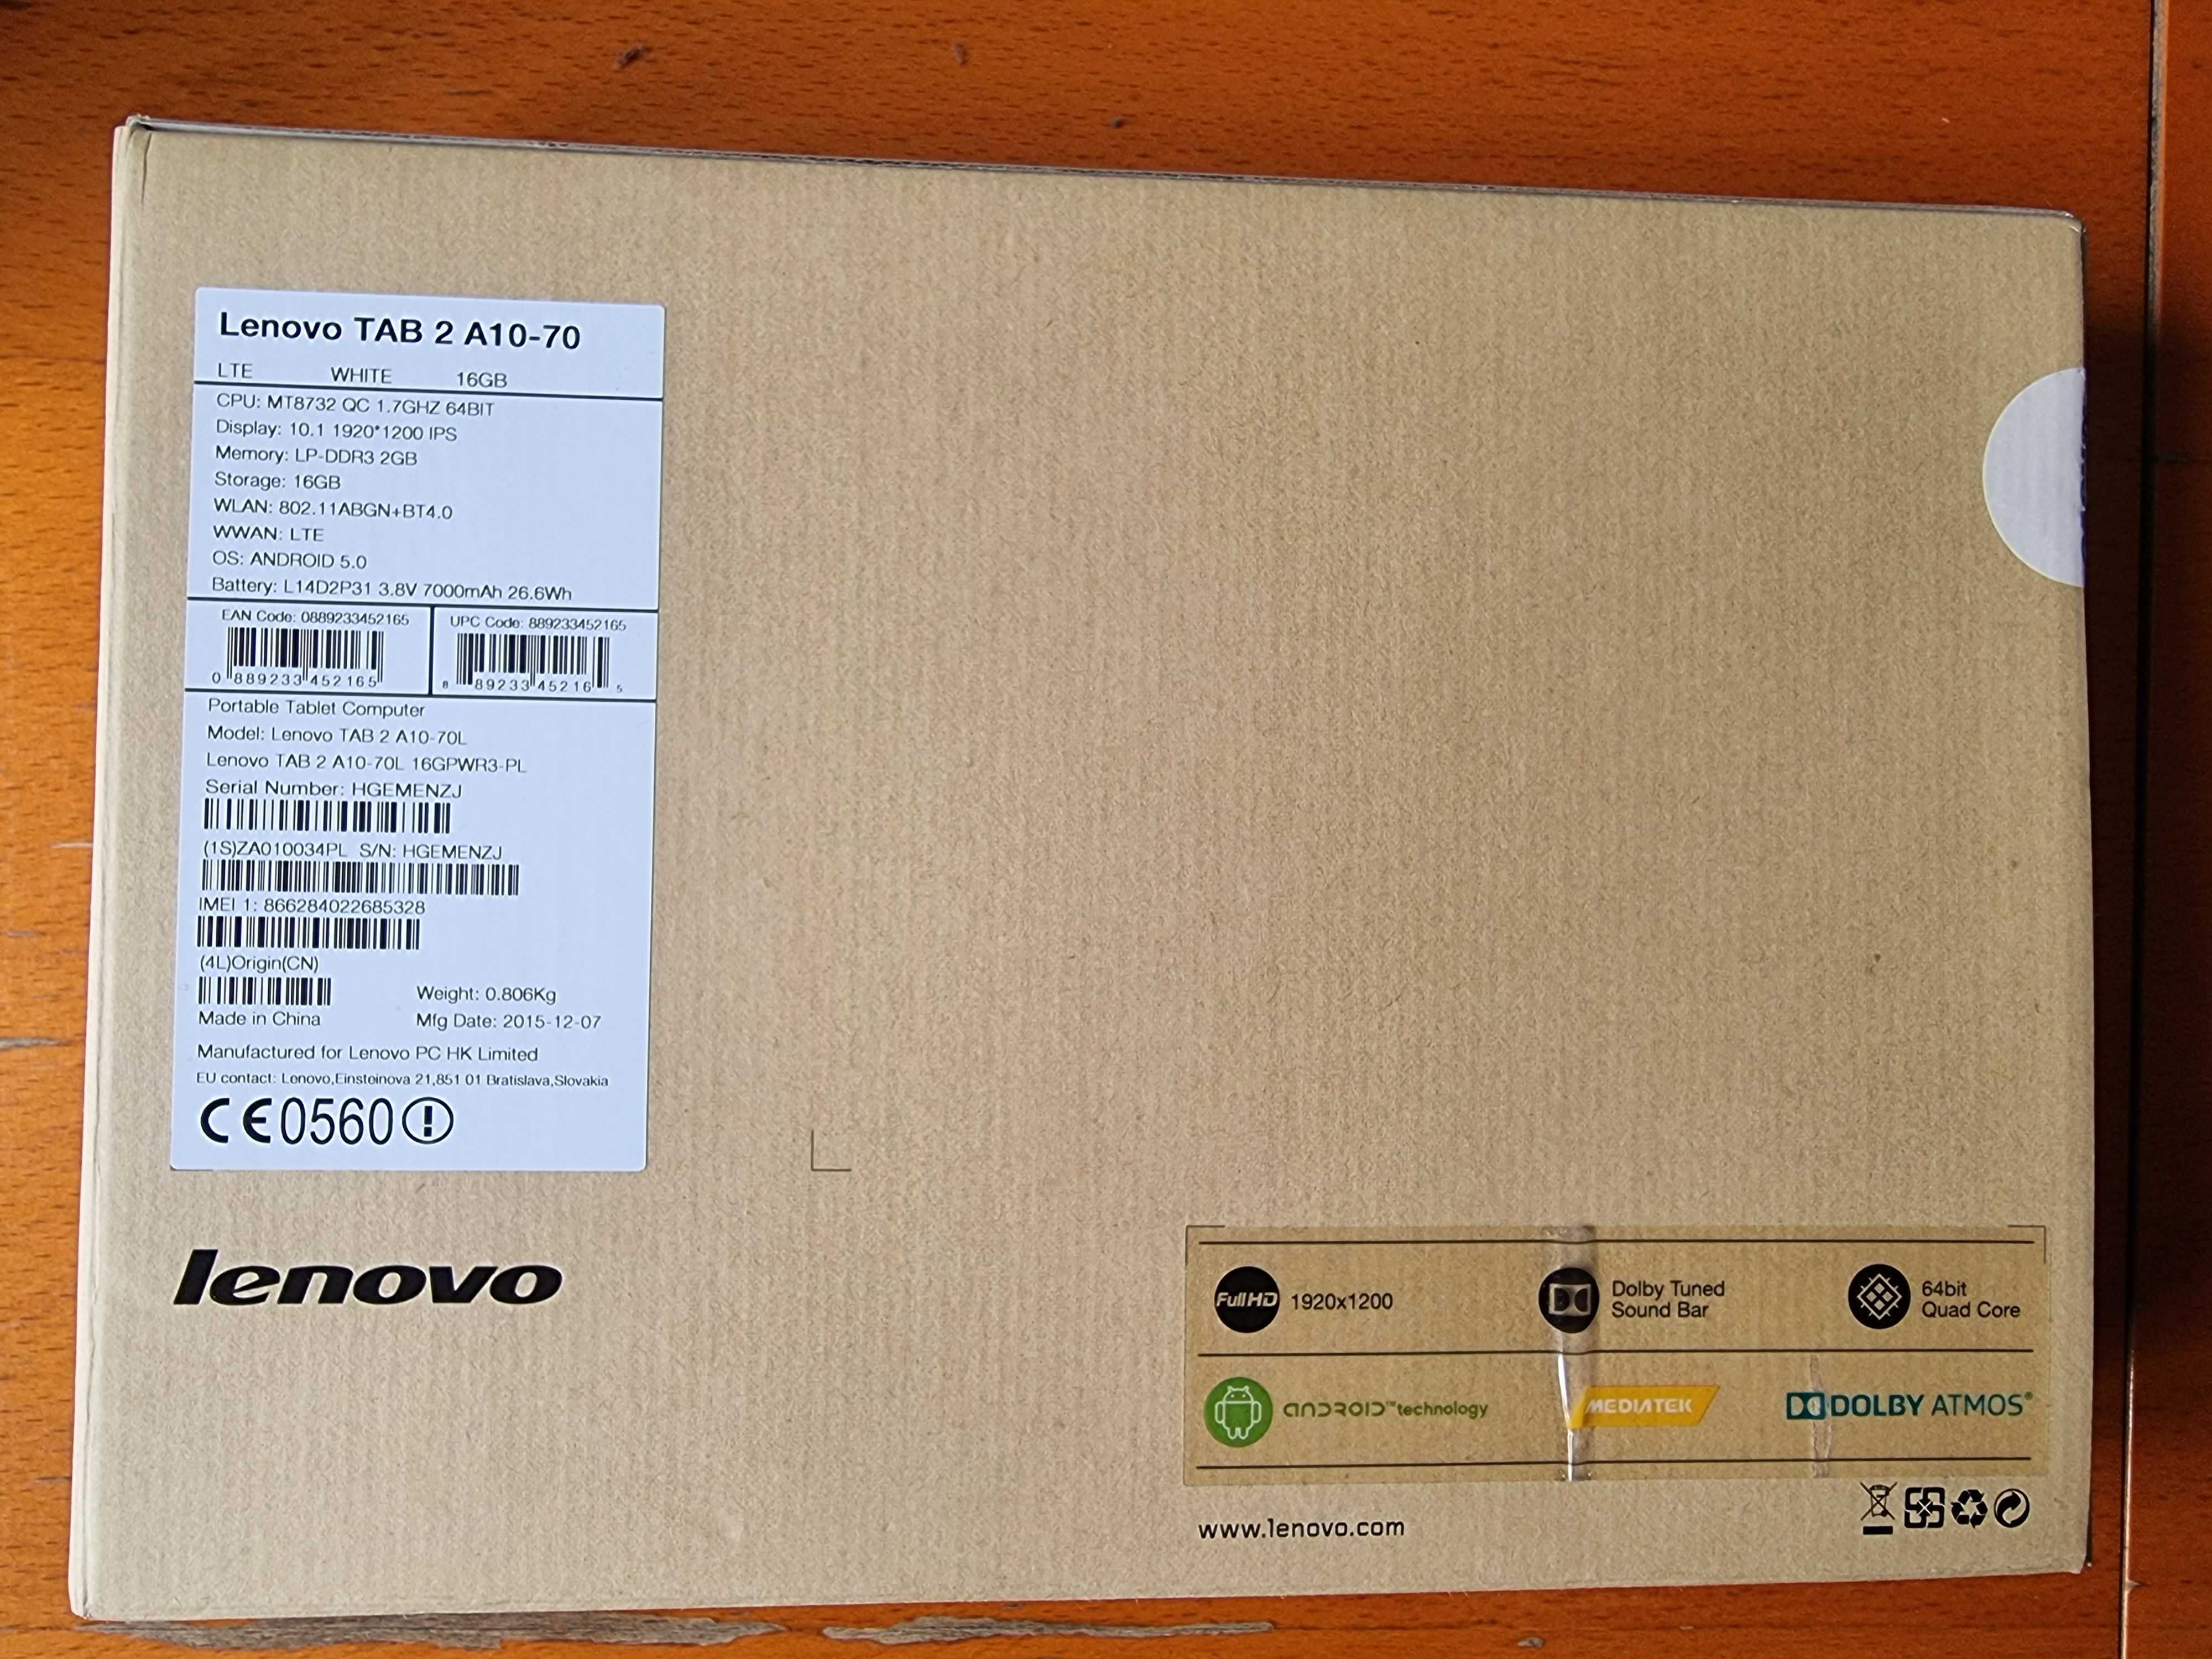 Lenovo TAB 2 A10-70
LTE WHITE 16GB
CPU: MT8732 QC 1.7GHZ 64BIT
Display: 10.1 1920*1200 IPS
Memory: LP-DDR3 2GB
Storage: 16GB
WLAN: 802.11ABGN+BT4.0
WWAN: LTE
OS: ANDROID 5.0
Battery: L14D2P31 3.8V 7000mAh 26.6Wh
EAN Code: 0889233452165
0 889233 452165
UPC Code: 889233452165
8 89233 45216 5
Portable Tablet Computer
Model: Lenovo TAB 2 A10-70L
Lenovo TAB 2 A10-70L 16GPWR3-PL
Serial Number: HGEMENZJ
(1S)ZA010034PL S/N: HGEMENZJ
IMEI 1: 866284022685328
(4L)Origin(CN)
Weight: 0.806Kg
Made in China
Mfg Date: 2015-12-07
Manufactured for Lenovo PC HK Limited
EU contact: Lenovo,Einsteinova 21,851 01 Bratislava,Slovakia
CE0560
lenovo
Full HD 1920x1200
Dolby Tuned
Sound Bar
64bit
Quad Core
ANDROID™technology
MEDIATEK
DOLBY ATMOS®
www.lenovo.com